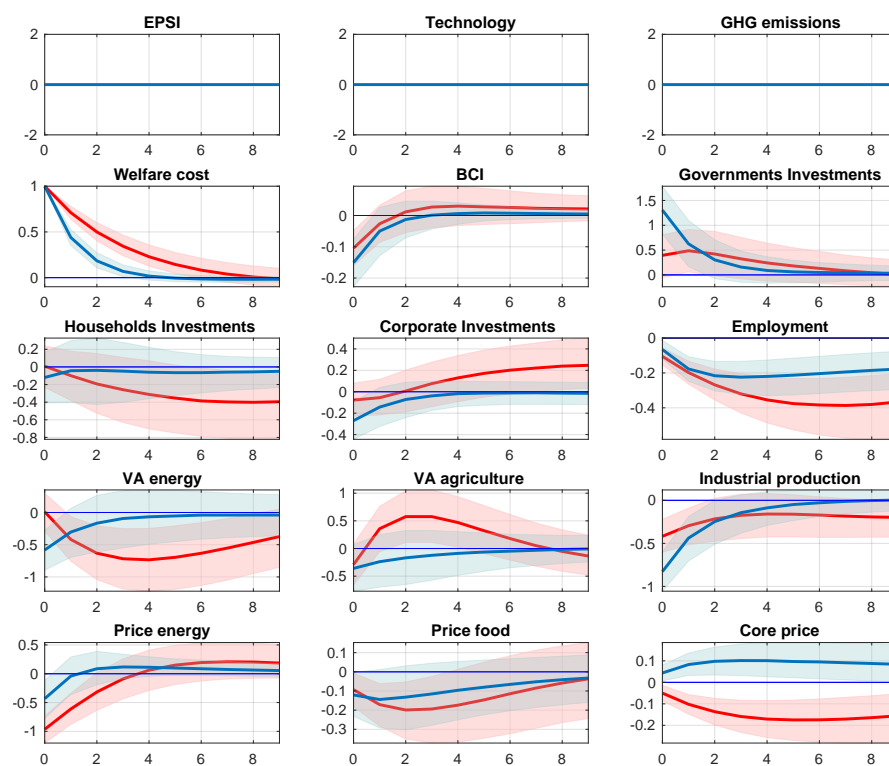 EPSI Technology GHG emissions
2 2 2
0 0 0
-2 -2 -2
0 2 4 6 8 0 2 4 6 8 0 2 4 6 8
Welfare cost BCI Governments Investments
1 0.5 0
0 -0.1 -0.2
1.5 1 0.5 0
0 2 4 6 8 0 2 4 6 8 0 2 4 6 8
Households Investments Corporate Investments Employment
0.2 0 -0.2 -0.4 -0.6 -0.8
0.4 0.2 0 -0.2 -0.4
0 -0.2 -0.4
0 2 4 6 8 0 2 4 6 8 0 2 4 6 8
VA energy VA agriculture Industrial production
0 -0.5 -1
1 0.5 0 -0.5
0 -0.5 -1
0 2 4 6 8 0 2 4 6 8 0 2 4 6 8
Price energy Price food Core price
0.5 0 -0.5 -1
0.1 0 -0.1 -0.2 -0.3
0.1 0 -0.1 -0.2
0 2 4 6 8 0 2 4 6 8 0 2 4 6 8